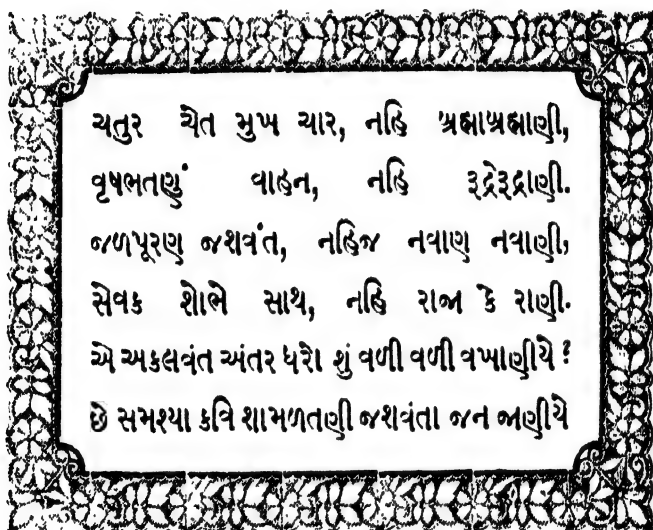 ચતુર ચેત મુખ ચાર, નહિ બ્રહ્માબ્રહ્માણી,
વૃષભતણું વાહન, નહિ રૂદ્રેરૂદ્રાણી.
જળપૂરણ જશવંત, નહિજ નવાણ નવાણી,
સેવક શોભે સાથ, નહિ રાજા કે રાણી.
એ અકલવંત અંતર ધરો શું વળી વળી વખાણીયે ?
છે સમશ્યા કવિ શામળતણી જશવંતા જન જાણીયે